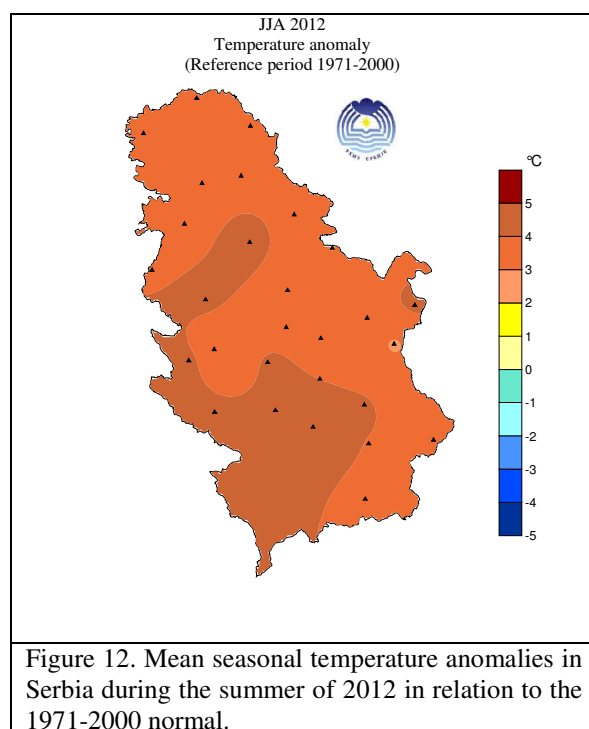 JJA 2012
Temperature anomaly
(Reference period 1971-2000)
°C
5
4
3
2
1
0
-1
-2
-3
-4
-5
Figure 12. Mean seasonal temperature anomalies in
Serbia during the summer of 2012 in relation to the
1971-2000 normal.